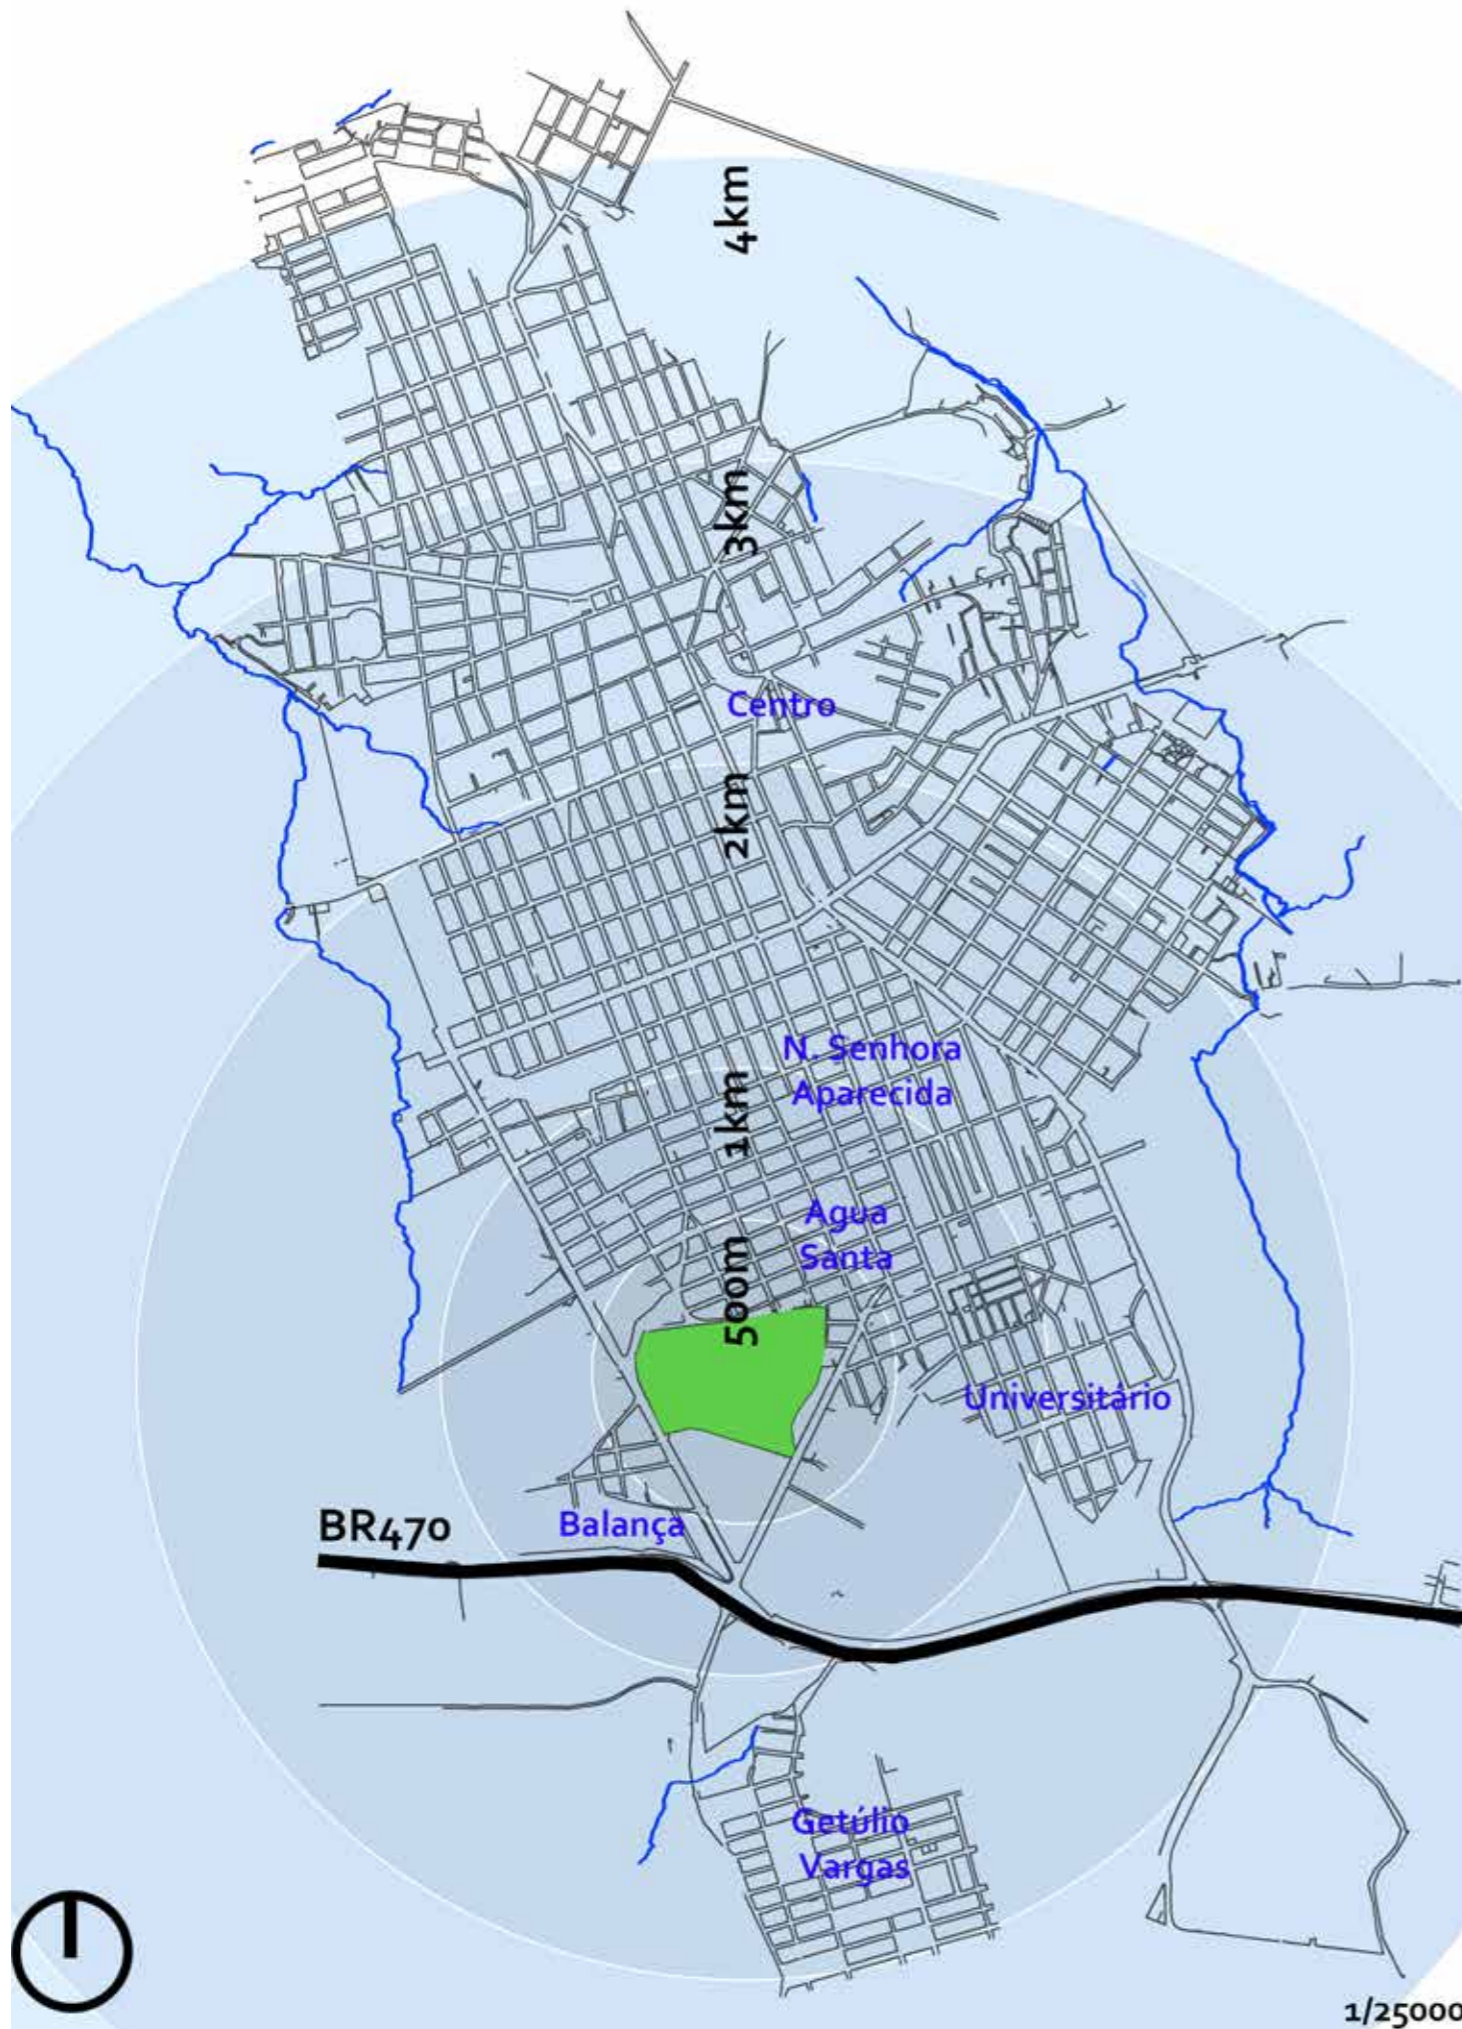 4km
3km
Centro
2km
N. Senhora
Aparecida
1km
Agua
Santa
500m
Universitário
BR470
Balança
Getúlio
Vargas
1/25000